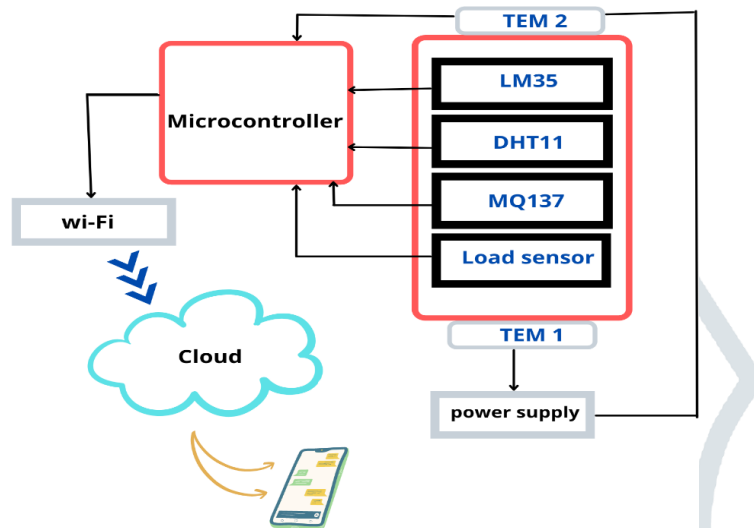 TEM 2
LM35
Microcontroller
DHT11
MQ137
wi-Fi
Load sensor
TEM 1
Cloud
power supply